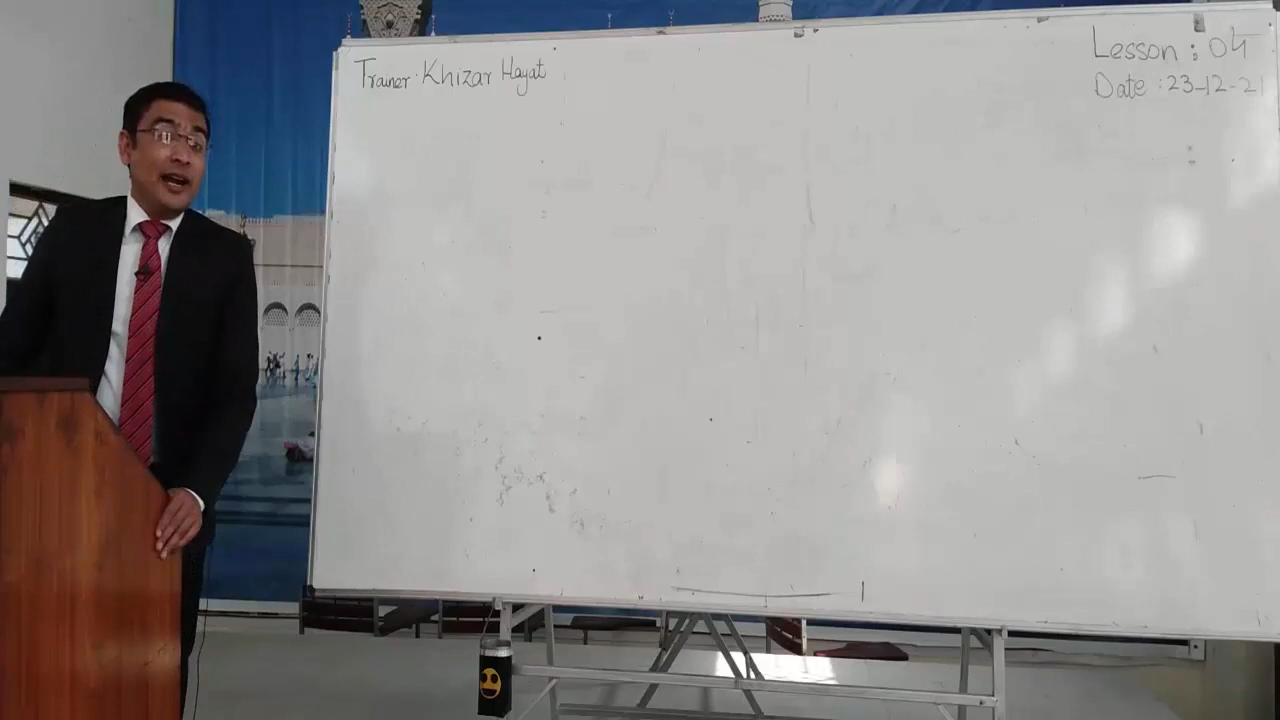 Trainer: Khizar Hayat
Lesson : 04
Date : 23-12-21